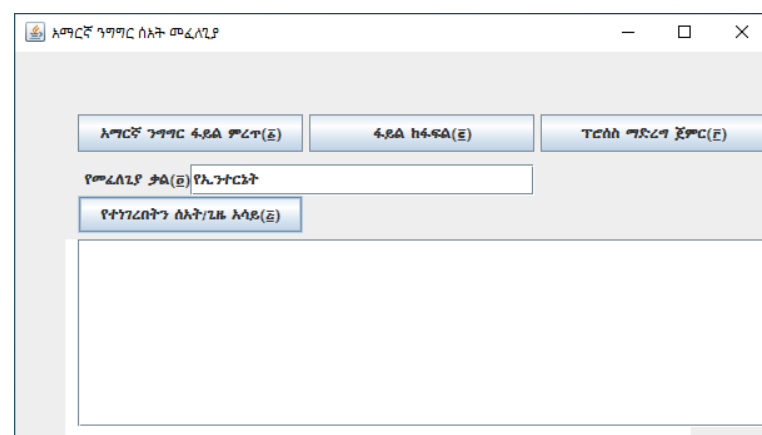 አማርኛ ንግግር ሰአት መፈለጊያ
አማርኛ ንግግር ፋይል ምረጥ(፩) ፋይል ከፋፍል(፪) ፕሮሰስ ማድረግ ጀምር(፫)
የመፈለጊያ ቃል(፬) የኢንተርኔት
የተነገረበትን ሰአት/ጊዜ አሳይ(፭)